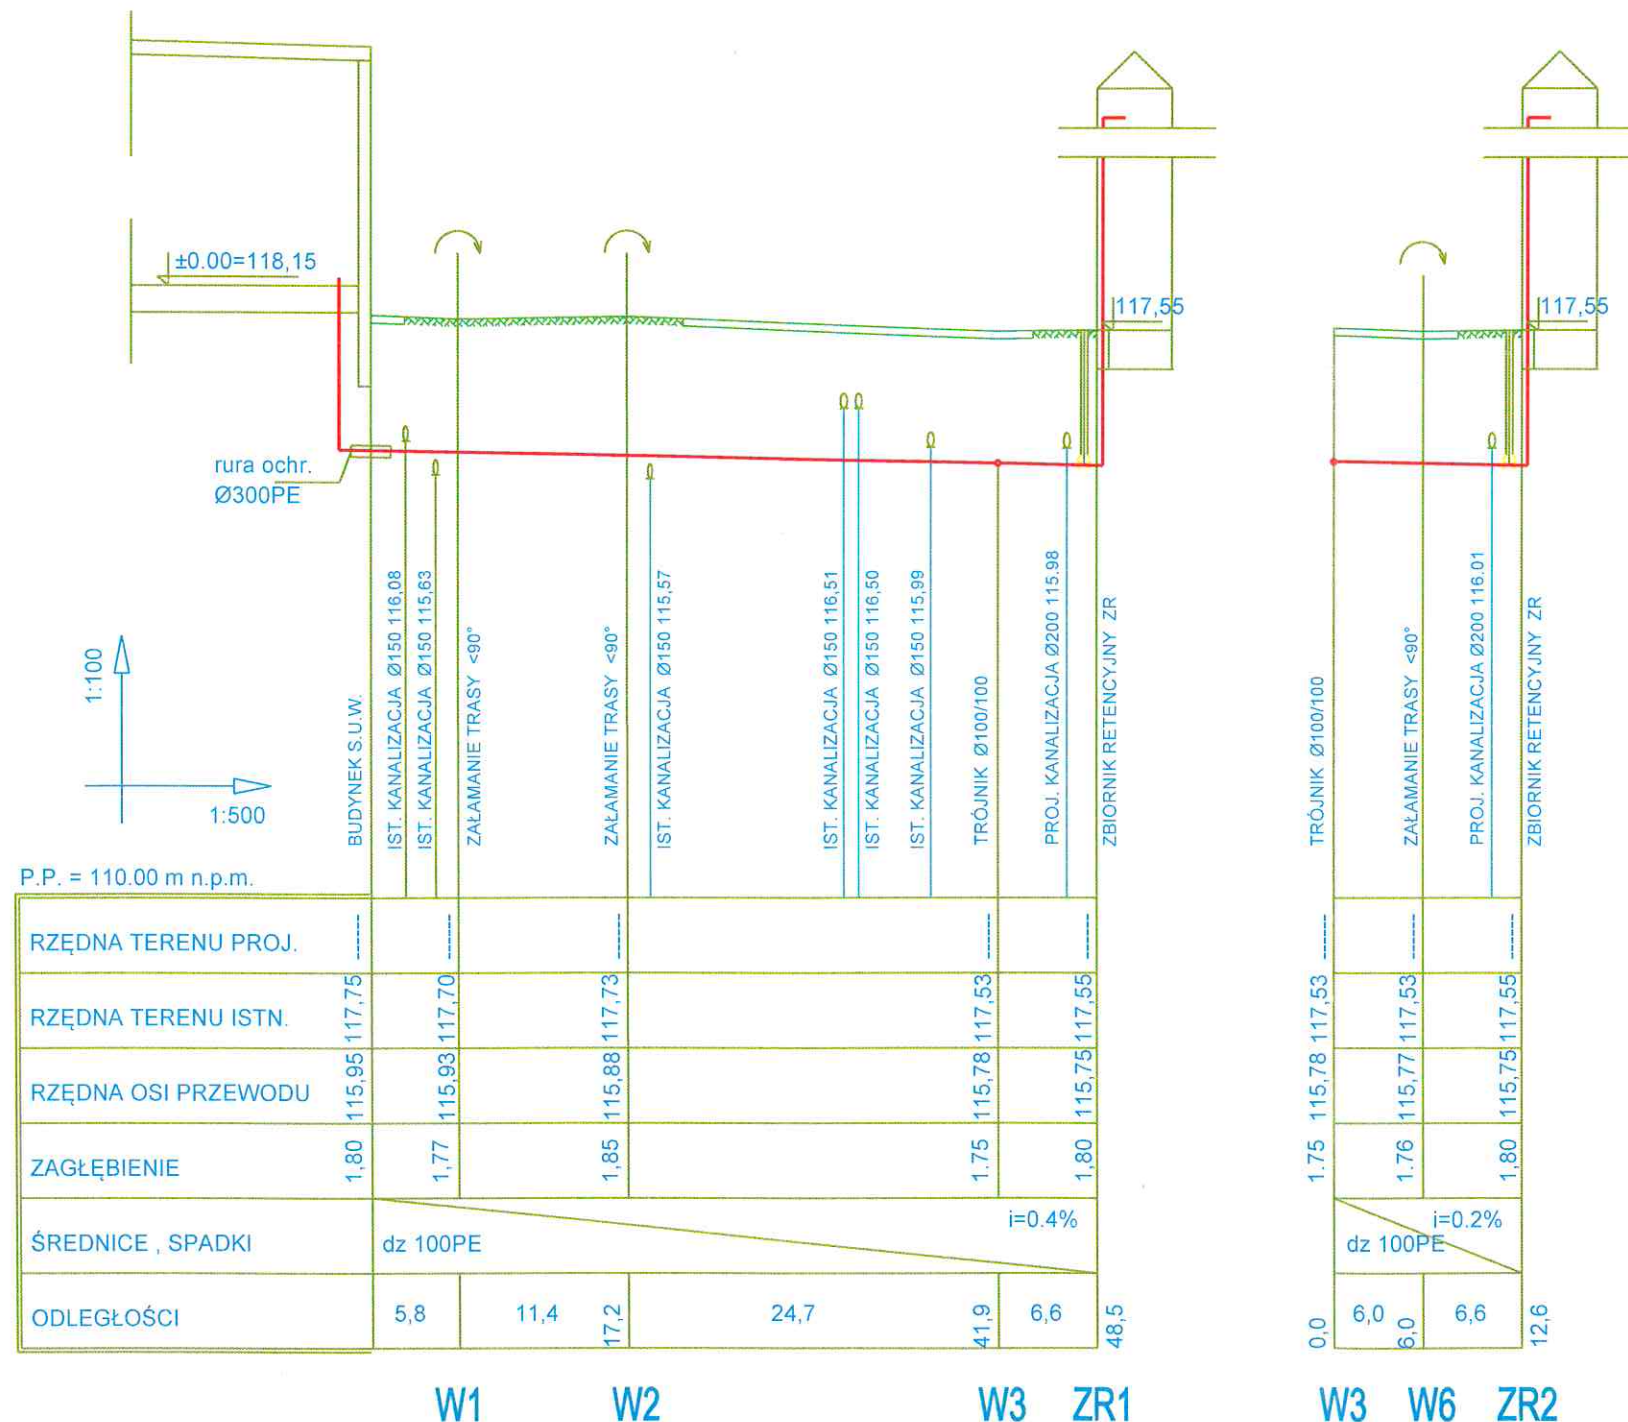 ±0.00=118,15
117,55
117,55
rura ochr.
Ø300PE
1:100
1:500
BUDYNEK S.U.W.
IST. KANALIZACJA Ø150 116,08
IST. KANALIZACJA Ø150 115,63
ZAŁAMANIE TRASY <90°
ZAŁAMANIE TRASY <90°
IST. KANALIZACJA Ø150 115,57
IST. KANALIZACJA Ø150 116,51
IST. KANALIZACJA Ø150 116,50
IST. KANALIZACJA Ø150 115,99
TRÓJNIK Ø100/100
PROJ. KANALIZACJA Ø200 115.98
ZBIORNIK RETENCYJNY ZR
TRÓJNIK Ø100/100
ZAŁAMANIE TRASY <90°
PROJ. KANALIZACJA Ø200 116.01
ZBIORNIK RETENCYJNY ZR
P.P. = 110.00 m n.p.m.
RZĘDNA TERENU PROJ. ------ ------ ------ ------ ------ ------ ------ ------
RZĘDNA TERENU ISTN. 117,75 117,70 117,73 117,53 117,55 117,53 117,53 117,55
RZĘDNA OSI PRZEWODU 115,95 115,93 115,88 115,78 115,75 115,78 115,77 115,75
ZAGŁĘBIENIE 1,80 1,77 1,85 1.75 1,80 1.75 1.76 1,80
ŚREDNICE , SPADKI dz 100PE i=0.4% dz 100PE i=0.2%
ODLEGŁOŚCI 5,8 11,4 17,2 24,7 41,9 6,6 48,5 0,0 6,0 6,0 6,6 12,6
W1 W2 W3 ZR1 W3 W6 ZR2